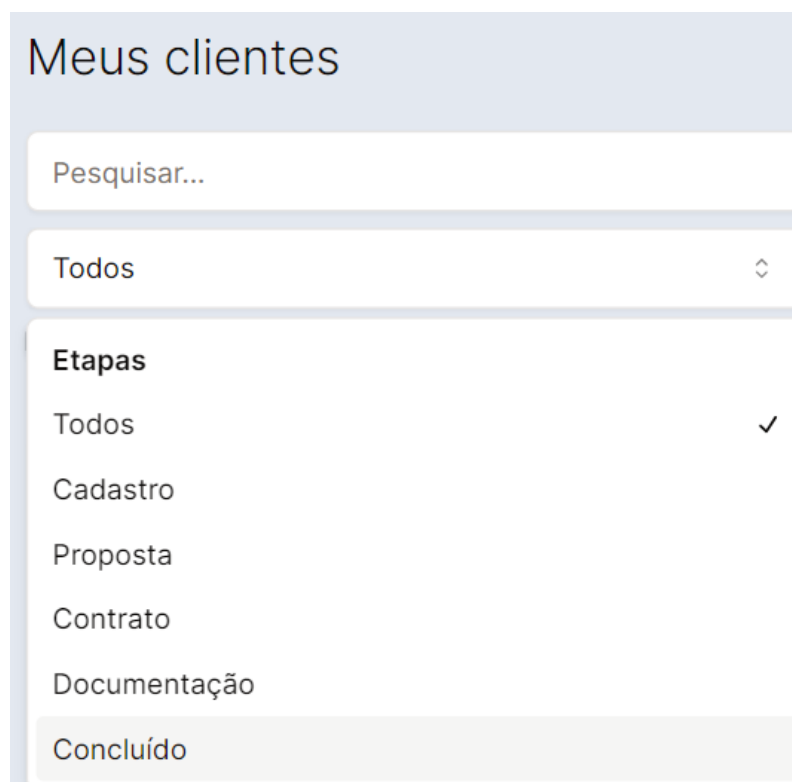 Meus clientes
Pesquisar...
Todos
Etapas
Todos
Cadastro
Proposta
Contrato
Documentação
Concluído